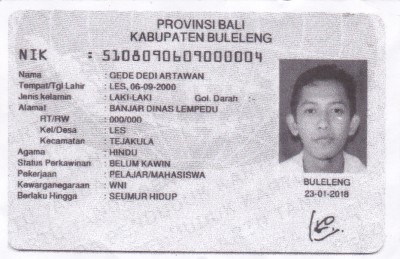 PROVINSI BALI
KABUPATEN BULELENG
NIK : 5108090609000004
Nama : GEDE DEDI ARTAWAN
Tempat/Tgl Lahir : LES, 06-09-2000
Jenis kelamin : LAKI-LAKI Gol. Darah :-
Alamat : BANJAR DINAS LEMPEDU
RT/RW : 000/000
Kel/Desa : LES
Kecamatan : TEJAKULA
Agama : HINDU
Status Perkawinan : BELUM KAWIN
Pekerjaan : PELAJAR/MAHASISWA
Kewarganegaraan : WNI
Berlaku Hingga : SEUMUR HIDUP
BULELENG
23-01-2018